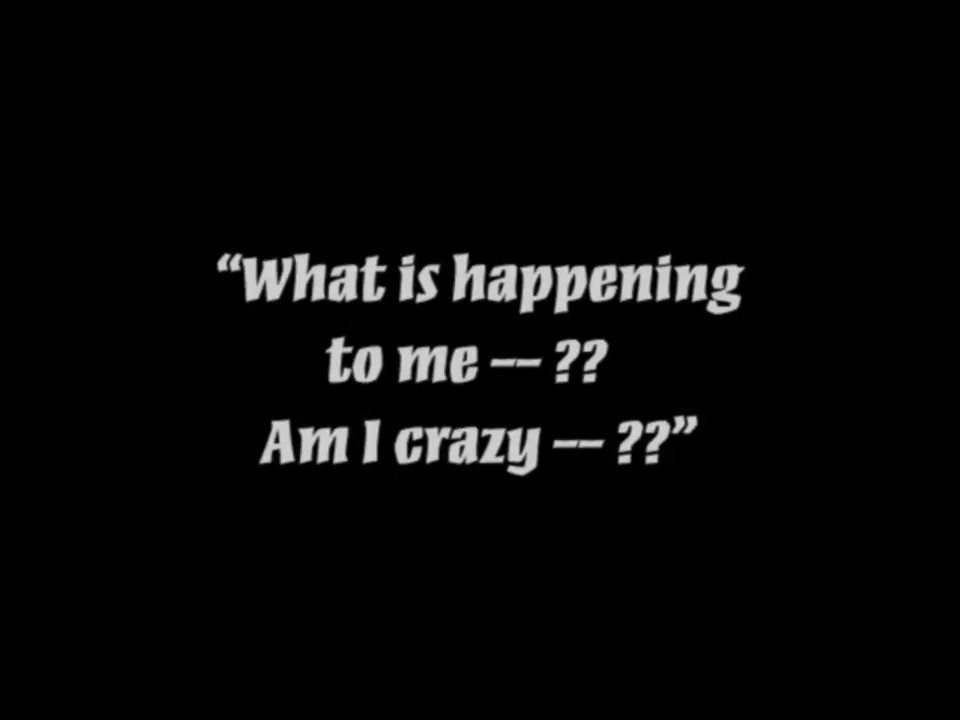 “What is happening
to me -- ??
Am I crazy -- ??”